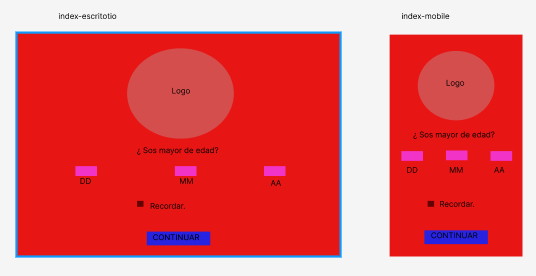 index-escritotio
Logo
¿ Sos mayor de edad?
DD MM AA
Recordar.
CONTINUAR
index-mobile
Logo
¿ Sos mayor de edad?
DD MM AA
Recordar.
CONTINUAR